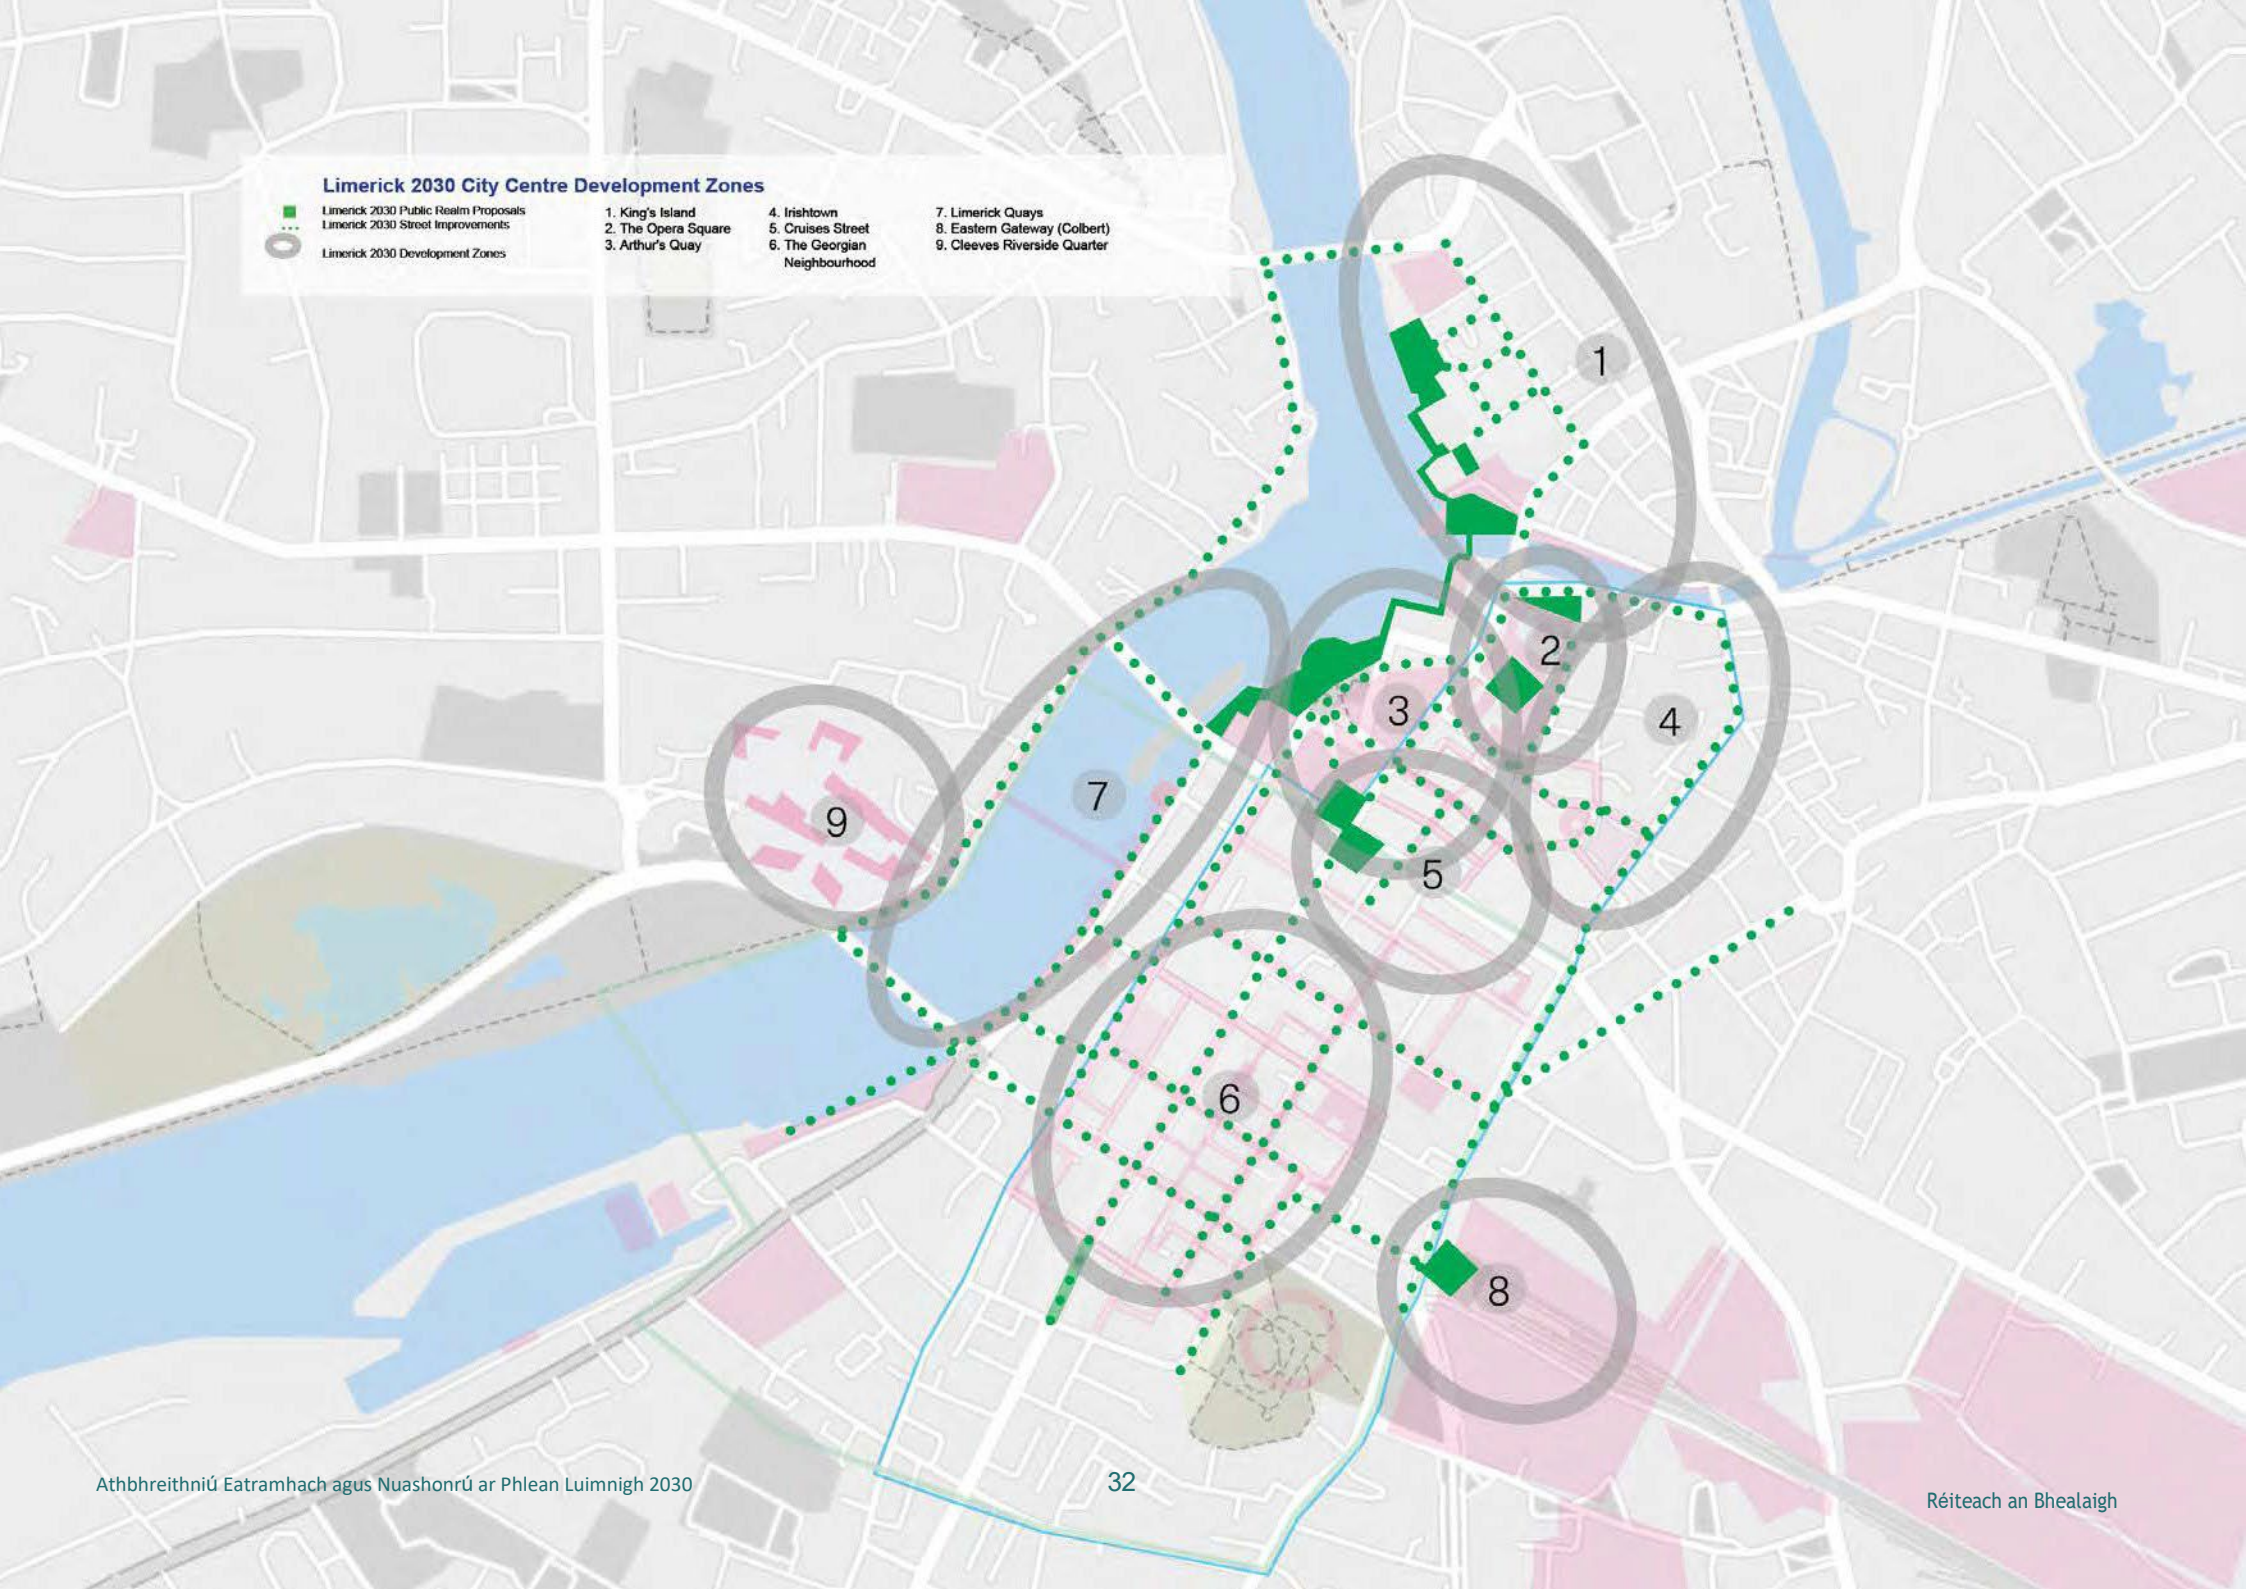 Limerick 2030 City Centre Development Zones
Limerick 2030 Public Realm Proposals
Limerick 2030 Street Improvements
Limerick 2030 Development Zones
1. King's Island
2. The Opera Square
3. Arthur's Quay
4. Irishtown
5. Cruises Street
6. The Georgian
Neighbourhood
7. Limerick Quays
8. Eastern Gateway (Colbert)
9. Cleeves Riverside Quarter
1
2
3
4
7
9
5
6
8
Athbhreithniú Eatramhach agus Nuashonrú ar Phlean Luimnigh 2030
32
Réiteach an Bhealaigh